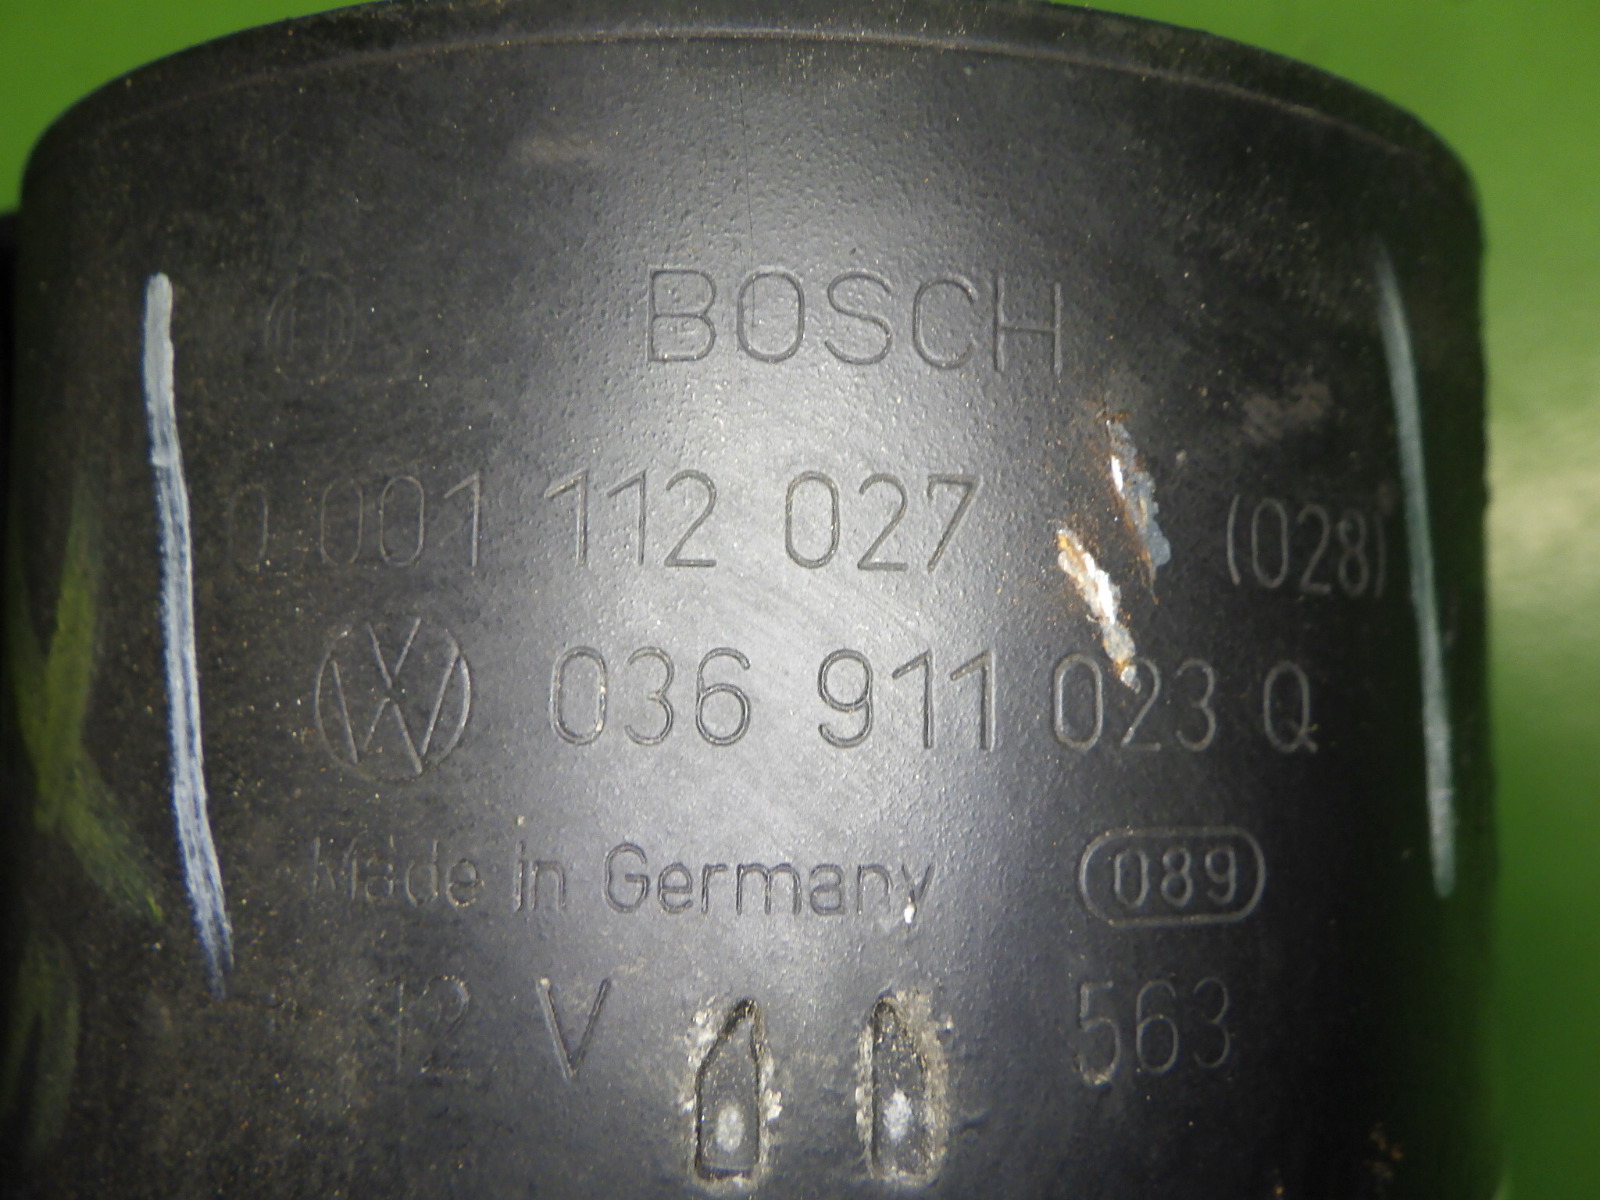 BOSCH
0 001 112 027 (028)
036 911 023 Q
Made in Germany 089
12 V 563